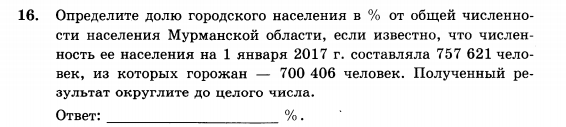 16. Определите долю городского населения в % от общей численно-
сти населения Мурманской области, если известно, что числен-
ность ее населения на 1 января 2017 г. составляла 757 621 чело-
век, из которых горожан — 700 406 человек. Полученный ре-
зультат округлите до целого числа.
Ответ: ____________________ %.